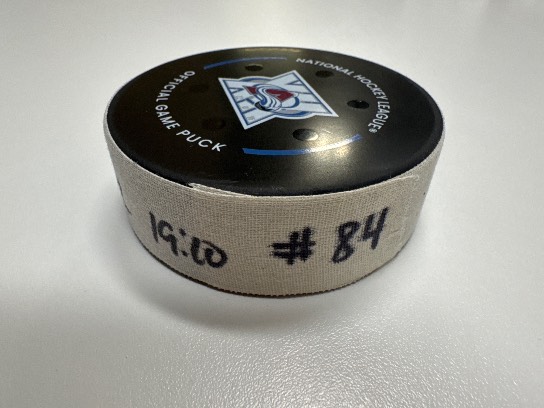 NATIONAL HOCKEY LEAGUE®
OFFICIAL GAME PUCK
19:10 #84